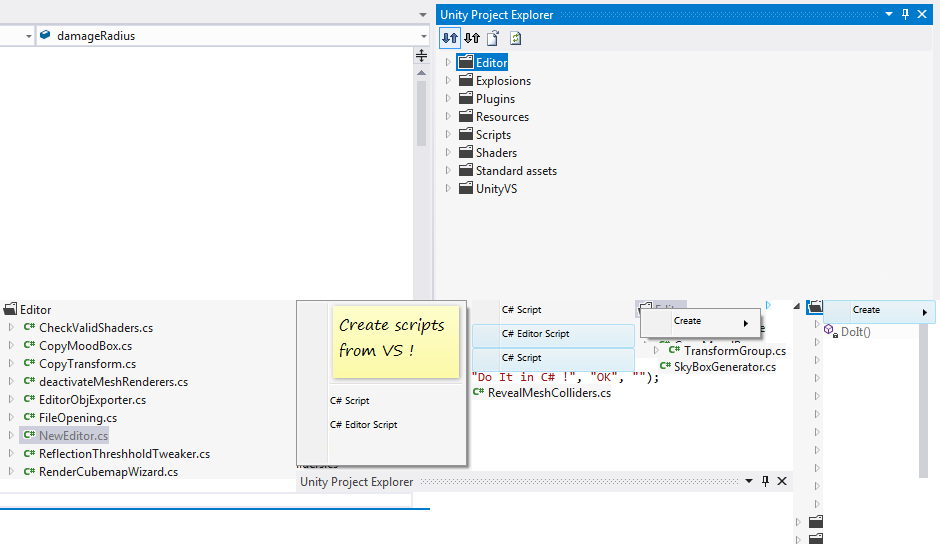 Unity Project Explorer
damageRadius
Editor
Explosions
Plugins
Resources
Scripts
Shaders
Standard assets
UnityVS
Editor
C# CheckValidShaders.cs
C# CopyMoodBox.cs
C# CopyTransform.cs
C# deactivateMeshRenderers.cs
C# EditorObjExporter.cs
C# FileOpening.cs
C# NewEditor.cs
C# ReflectionThreshholdTweaker.cs
C# RenderCubemapWizard.cs
Create scripts
from VS !
C# Script
C# Editor Script
C# Script
C# Editor Script
C# Script
"Do It in C# !", "OK", "");
C# RevealMeshColliders.cs
Create
C# TransformGroup.cs
C# SkyBoxGenerator.cs
Create
DoIt()
Unity Project Explorer